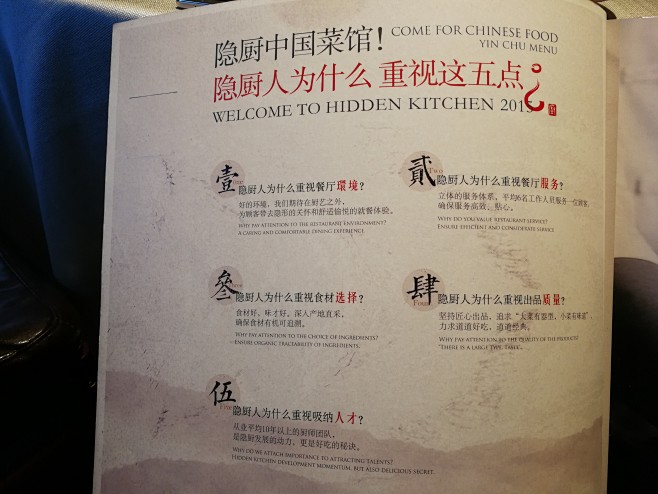 隐厨中国菜馆!
COME FOR CHINESE FOOD
YIN CHU MENU
隐厨人为什么 重视这五点
WELCOME TO HIDDEN KITCHEN 2015
壹
隐厨人为什么重视餐厅環境?
好的环境，我们期待在厨艺之外，
为顾客带去隐形的关怀和舒适愉悦的就餐体验。
WHY PAY ATTENTION TO THE RESTAURANT ENVIRONMENT?
A CARING AND COMFORTABLE DINING EXPERIENCE
貳
Two
隐厨人为什么重视餐厅服务?
立体的服务体系，平均6名工作人员服务一位顾客，
确保服务高效、贴心。
WHY DO YOU VALUE RESTAURANT SERVICE?
ENSURE EFFICIENT AND CONSIDERATE SERVICE
叄
隐厨人为什么重视食材选择?
食材好，味才好。深入产地直采，
确保食材有机可追溯。
WHY PAY ATTENTION TO THE CHOICE OF INGREDIENTS?
ENSURE ORGANIC TRACEABILITY OF INGREDIENTS.
肆
Four
隐厨人为什么重视出品质量?
坚持匠心出品，追求“大菜有器型，小菜有味道”，
力求道道好吃，道道经典。
WHY PAY ATTENTION TO THE QUALITY OF THE PRODUCTS?
"THERE IS A LARGE TYPE, TASTE".
伍
隐厨人为什么重视吸纳人才?
从业平均10年以上的厨师团队，
是隐厨发展的动力，更是好吃的秘诀。
WHY DO WE ATTACH IMPORTANCE TO ATTRACTING TALENTS?
HIDDEN KITCHEN DEVELOPMENT MOMENTUM, BUT ALSO DELICIOUS SECRET.